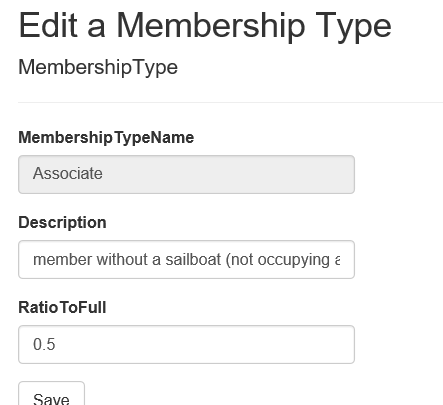 Edit a Membership Type
MembershipType
MembershipTypeName
Associate
Description
member without a sailboat (not occupying
RatioToFull
0.5
Save